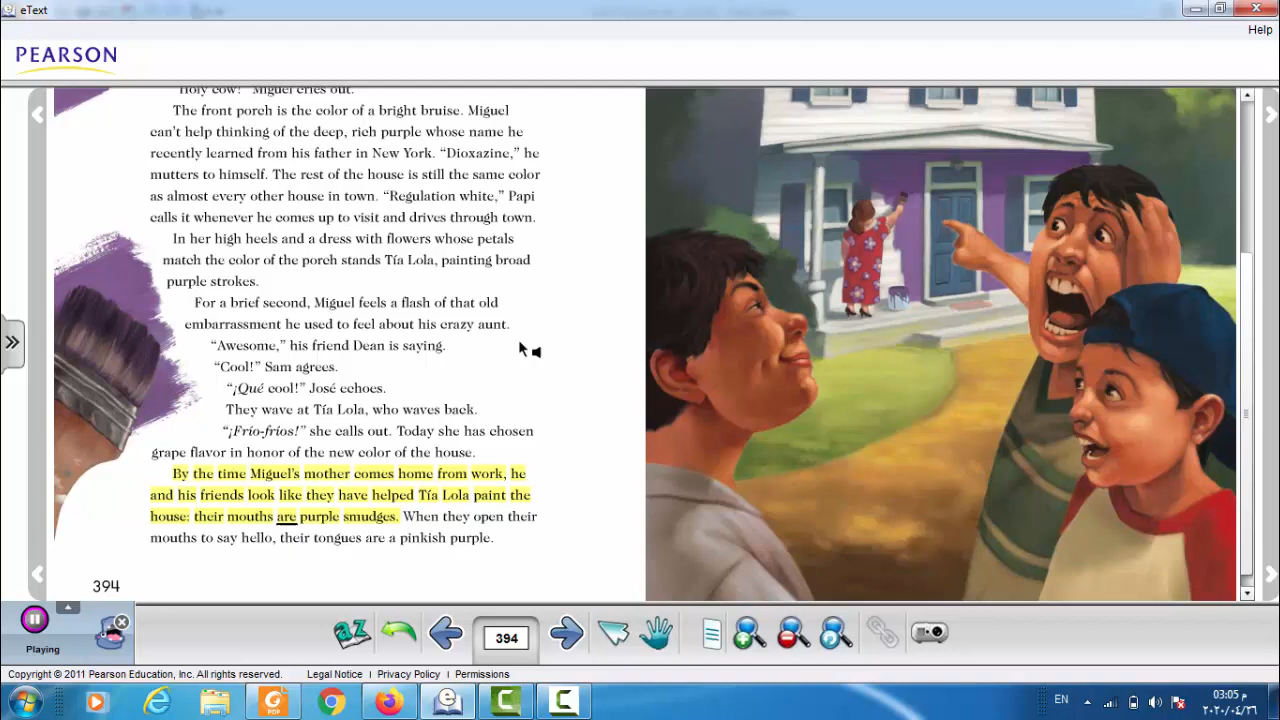 eText
Help
PEARSON
Holy cow!” Miguel cries out.
The front porch is the color of a bright bruise. Miguel
can’t help thinking of the deep, rich purple whose name he
recently learned from his father in New York. “Dioxazine,” he
mutters to himself. The rest of the house is still the same color
as almost every other house in town. “Regulation white,” Papi
calls it whenever he comes up to visit and drives through town.
In her high heels and a dress with flowers whose petals
match the color of the porch stands Tía Lola, painting broad
purple strokes.
For a brief second, Miguel feels a flash of that old
embarrassment he used to feel about his crazy aunt.
“Awesome,” his friend Dean is saying.
“Cool!” Sam agrees.
“¡Qué cool!” José echoes.
They wave at Tía Lola, who waves back.
“¡Frío-fríos!” she calls out. Today she has chosen
grape flavor in honor of the new color of the house.
By the time Miguel’s mother comes home from work, he
and his friends look like they have helped Tía Lola paint the
house: their mouths are purple smudges. When they open their
mouths to say hello, their tongues are a pinkish purple.
394
Playing
aZ
394
Copyright © 2011 Pearson Education, Inc. All rights reserved.
Legal Notice | Privacy Policy | Permissions
PDF
EN
03:05 م
٢٠٢٠/٠٤/٢٦